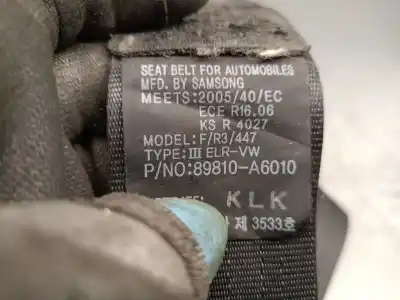 SEAT BELT FOR AUTOMOBILES
MFD. BY SAMSONG
MEETS:2005/40/EC
ECE R16.06
KS R 4027
MODEL:F/R3/447
TYPE:Ⅲ ELR-VW
P/NO:89810-A6010
KLK
제 3533호